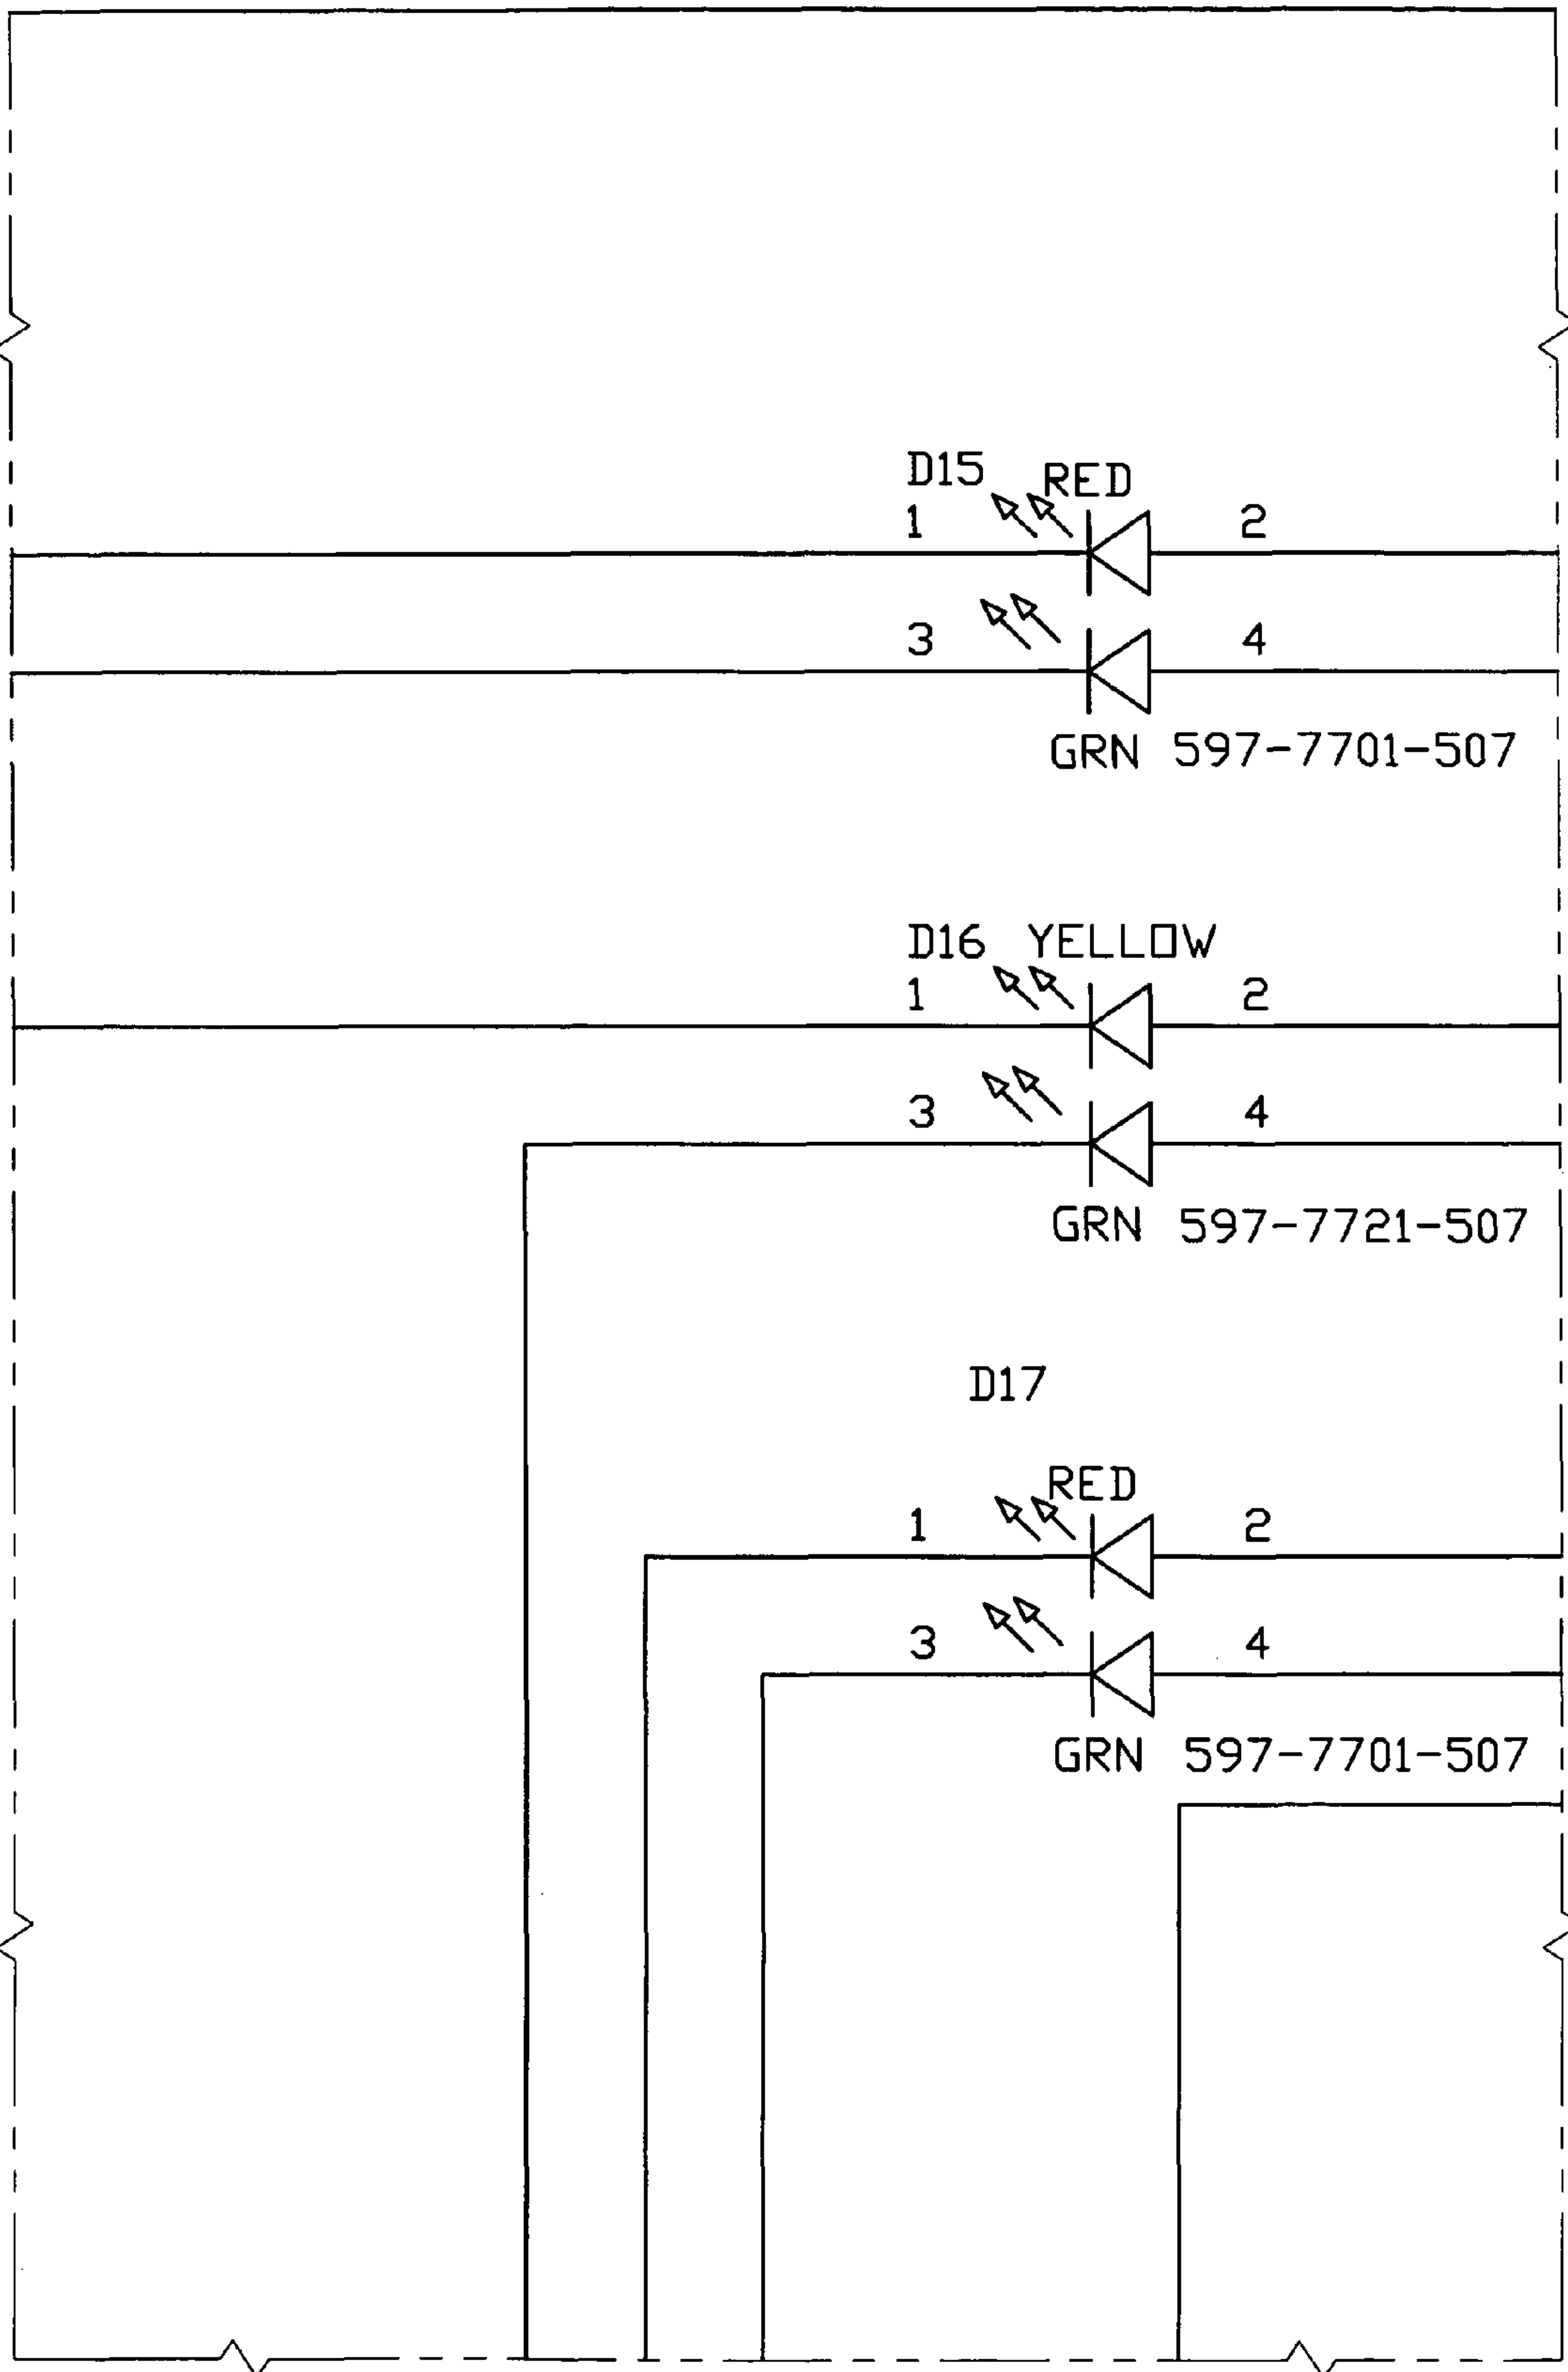 D15 RED
1 2
3 4
GRN 597-7701-507
D16 YELLOW
1 2
3 4
GRN 597-7721-507
D17
RED
1 2
3 4
GRN 597-7701-507